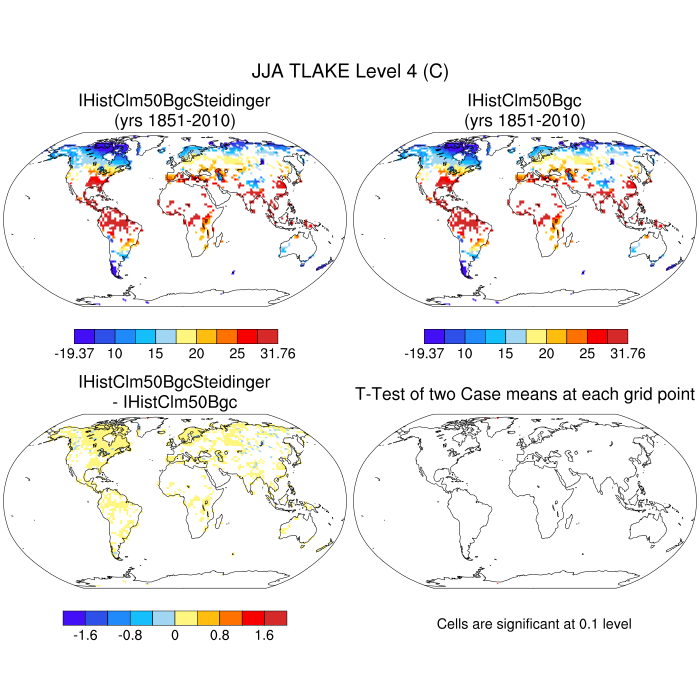 JJA TLAKE Level 4 (C)
IHistClm50BgcSteidinger
(yrs 1851-2010)
IHistClm50Bgc
(yrs 1851-2010)
-19.37 10 15 20 25 31.76
-19.37 10 15 20 25 31.76
IHistClm50BgcSteidinger
- IHistClm50Bgc
T-Test of two Case means at each grid point
-1.6 -0.8 0 0.8 1.6
Cells are significant at 0.1 level